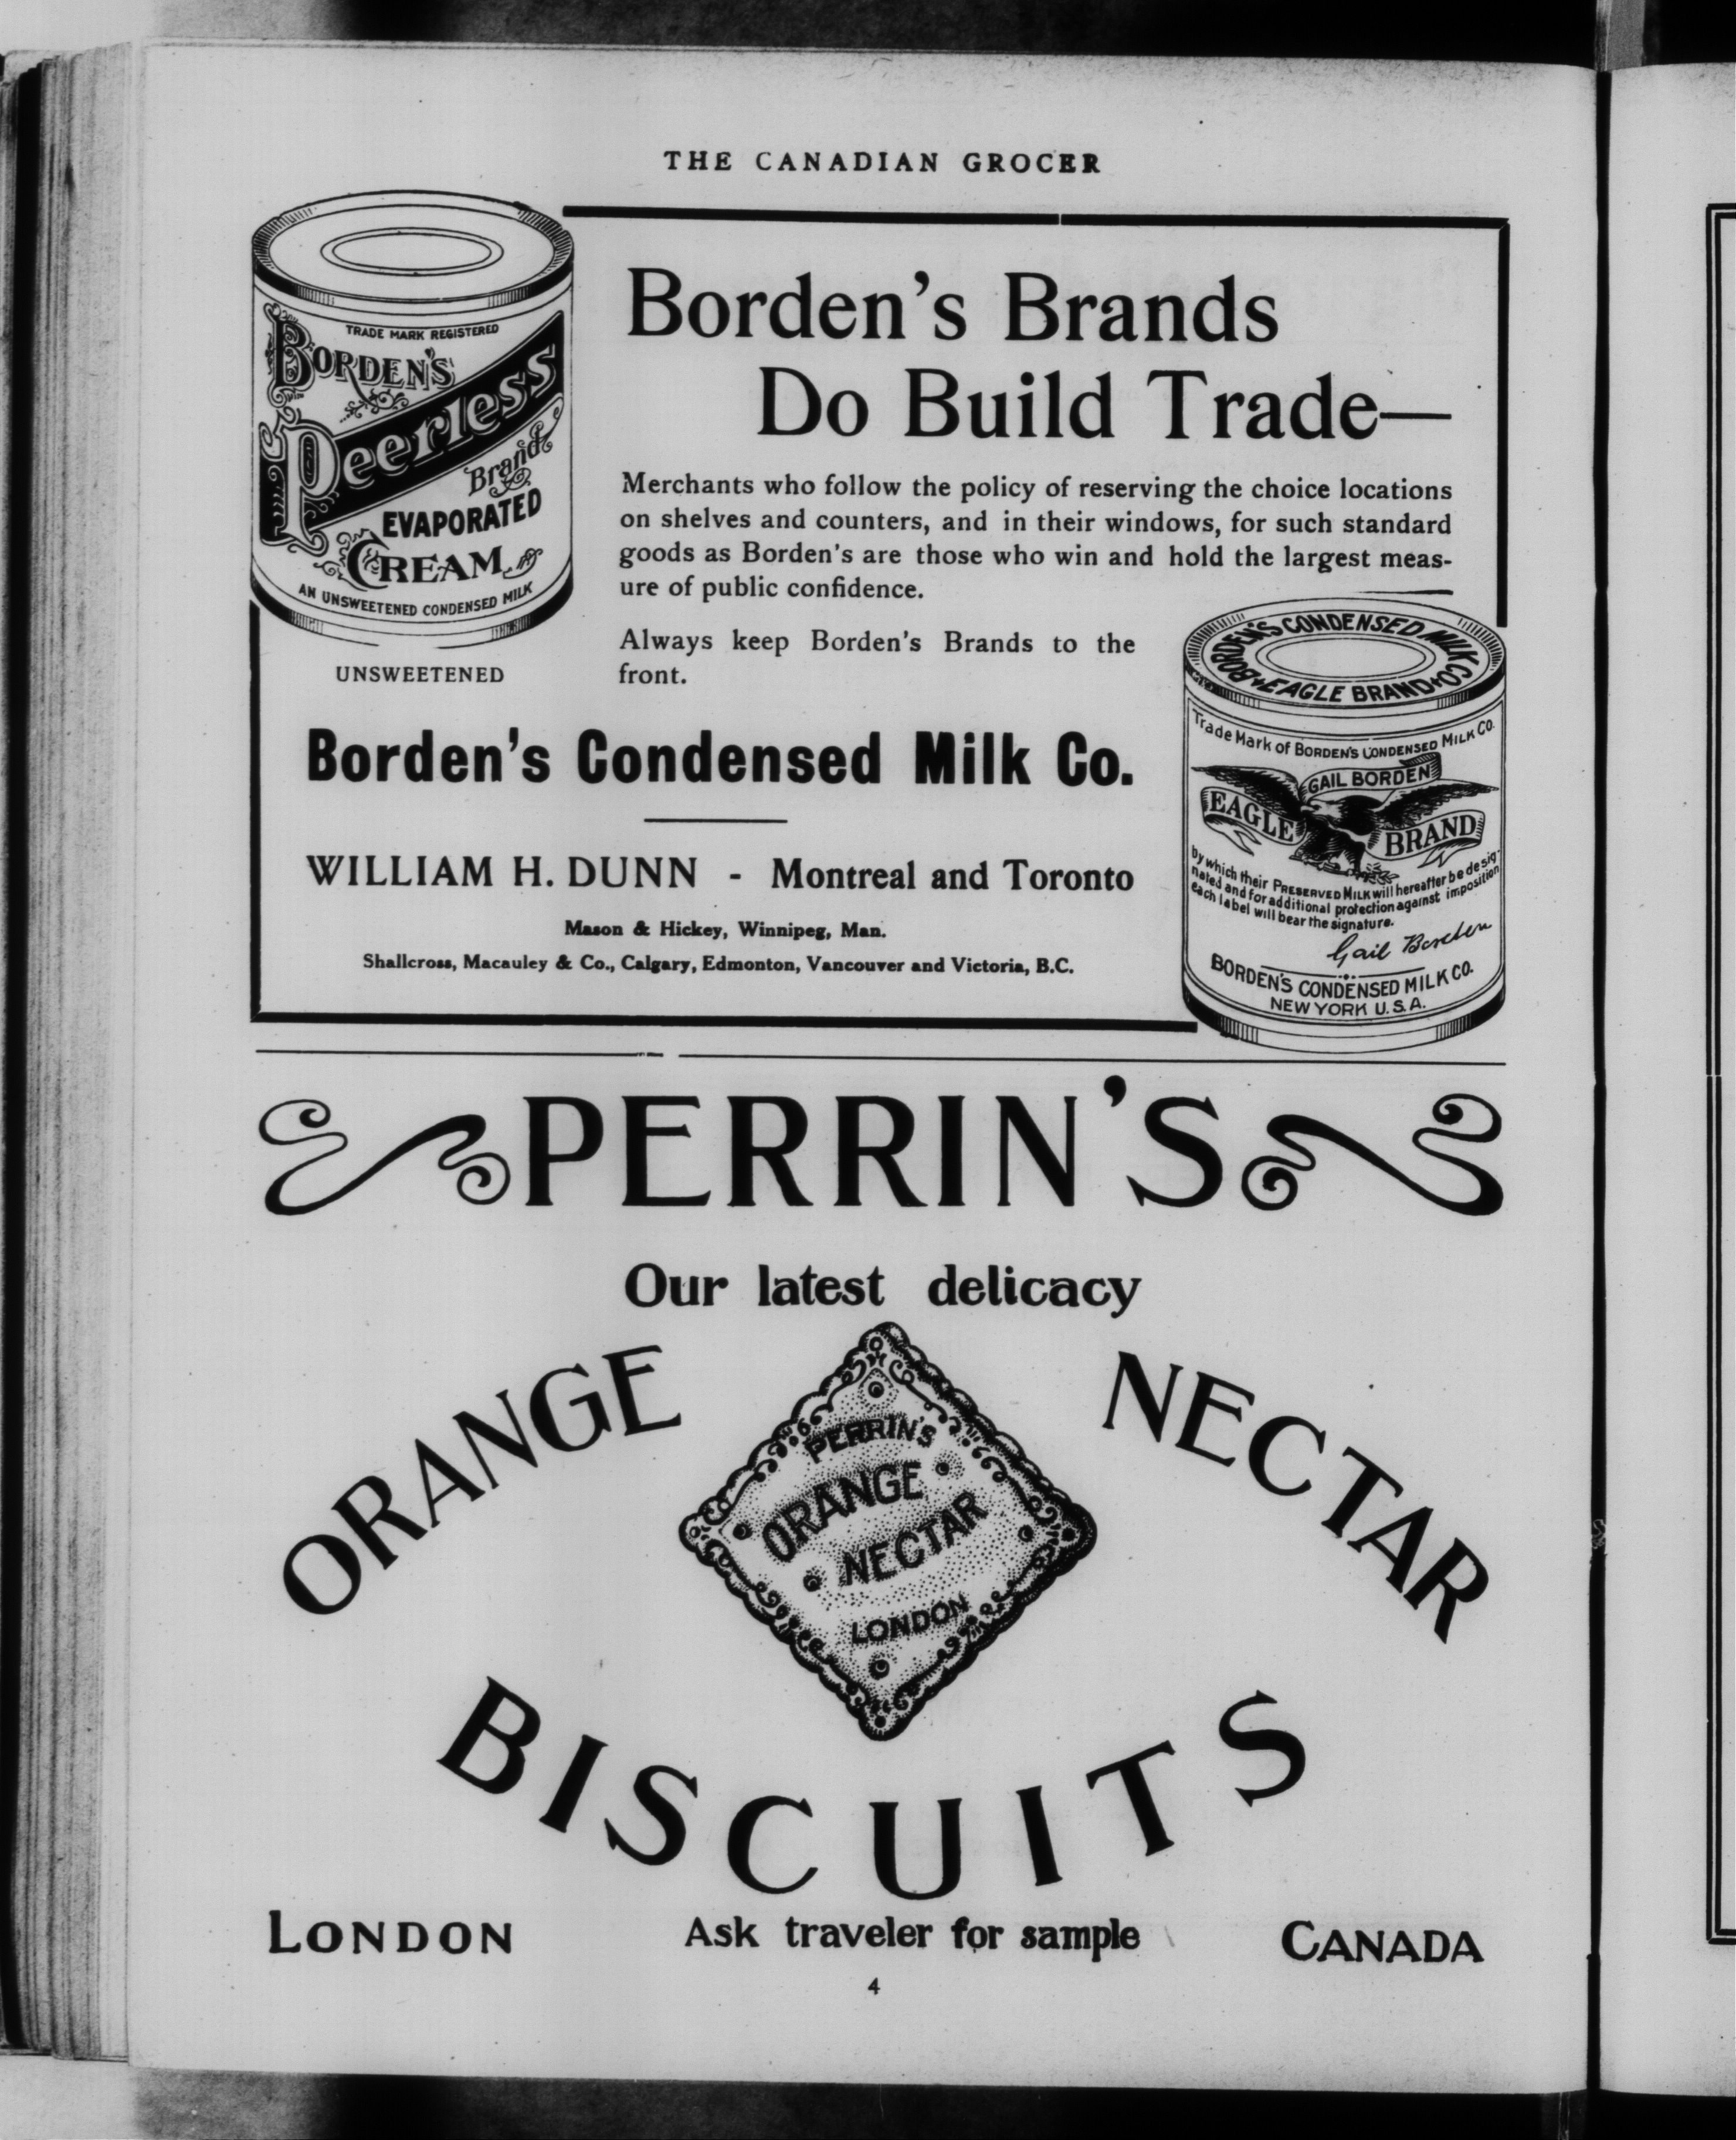 THE CANADIAN GROCER
TRADE MARK REGISTERED
BORDEN'S
Peerless
Brand
EVAPORATED
CREAM
AN UNSWEETENED CONDENSED MILK
UNSWEETENED
Borden's Brands
Do Build Trade—
Merchants who follow the policy of reserving the choice locations
on shelves and counters, and in their windows, for such standard
goods as Borden's are those who win and hold the largest meas-
ure of public confidence.
Always keep Borden's Brands to the
front.
Borden's Condensed Milk Co.
WILLIAM H. DUNN - Montreal and Toronto
Mason & Hickey, Winnipeg, Man.
Shallcross, Macauley & Co., Calgary, Edmonton, Vancouver and Victoria, B.C.
BORDEN'S CONDENSED MILK CO
EAGLE BRAND
Trade Mark of BORDEN'S CONDENSED MILK CO.
GAIL BORDEN
EAGLE
BRAND
by which their PRESERVED MILK will hereafter be desig-
nated and for additional protection against imposition
each label will bear the signature.
Gail Borden
BORDEN'S CONDENSED MILK CO.
NEW YORK U.S.A.
PERRIN'S
Our latest delicacy
ORANGE NECTAR
PERRIN'S
ORANGE
NECTAR
LONDON
BISCUITS
LONDON Ask traveler for sample CANADA
4